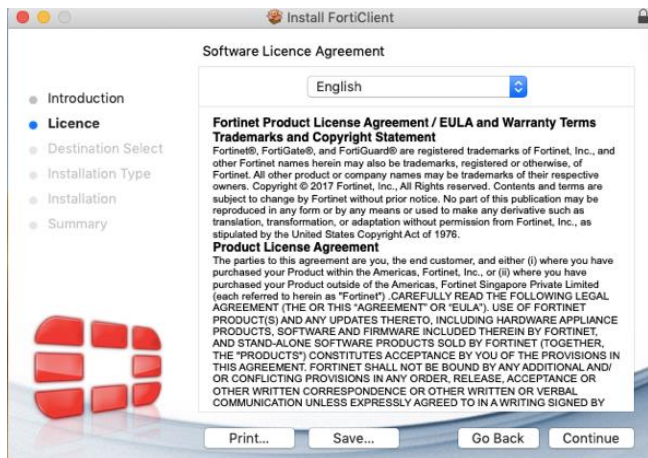 Install FortiClient
Software Licence Agreement
English
Introduction
Licence
Destination Select
Installation Type
Installation
Summary
Fortinet Product License Agreement / EULA and Warranty Terms
Trademarks and Copyright Statement
Fortinet®, FortiGate®, and FortiGuard® are registered trademarks of Fortinet, Inc., and
other Fortinet names herein may also be trademarks, registered or otherwise, of
Fortinet. All other product or company names may be trademarks of their respective
owners. Copyright © 2017 Fortinet, Inc., All Rights reserved. Contents and terms are
subject to change by Fortinet without prior notice. No part of this publication may be
reproduced in any form or by any means or used to make any derivative such as
translation, transformation, or adaptation without permission from Fortinet, Inc., as
stipulated by the United States Copyright Act of 1976.
Product License Agreement
The parties to this agreement are you, the end customer, and either (i) where you have
purchased your Product within the Americas, Fortinet, Inc., or (ii) where you have
purchased your Product outside of the Americas, Fortinet Singapore Private Limited
(each referred to herein as "Fortinet") .CAREFULLY READ THE FOLLOWING LEGAL
AGREEMENT (THE OR THIS "AGREEMENT" OR "EULA"). USE OF FORTINET
PRODUCT(S) AND ANY UPDATES THERETO, INCLUDING HARDWARE APPLIANCE
PRODUCTS, SOFTWARE AND FIRMWARE INCLUDED THEREIN BY FORTINET,
AND STAND-ALONE SOFTWARE PRODUCTS SOLD BY FORTINET (TOGETHER,
THE "PRODUCTS") CONSTITUTES ACCEPTANCE BY YOU OF THE PROVISIONS IN
THIS AGREEMENT. FORTINET SHALL NOT BE BOUND BY ANY ADDITIONAL AND/
OR CONFLICTING PROVISIONS IN ANY ORDER, RELEASE, ACCEPTANCE OR
OTHER WRITTEN CORRESPONDENCE OR OTHER WRITTEN OR VERBAL
COMMUNICATION UNLESS EXPRESSLY AGREED TO IN A WRITING SIGNED BY
Print...
Save...
Go Back
Continue